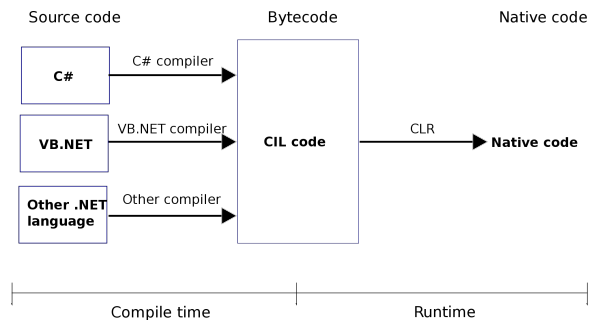 Source code
Bytecode
Native code
C#
C# compiler
VB.NET
VB.NET compiler
CIL code
CLR
Native code
Other .NET
language
Other compiler
Compile time
Runtime